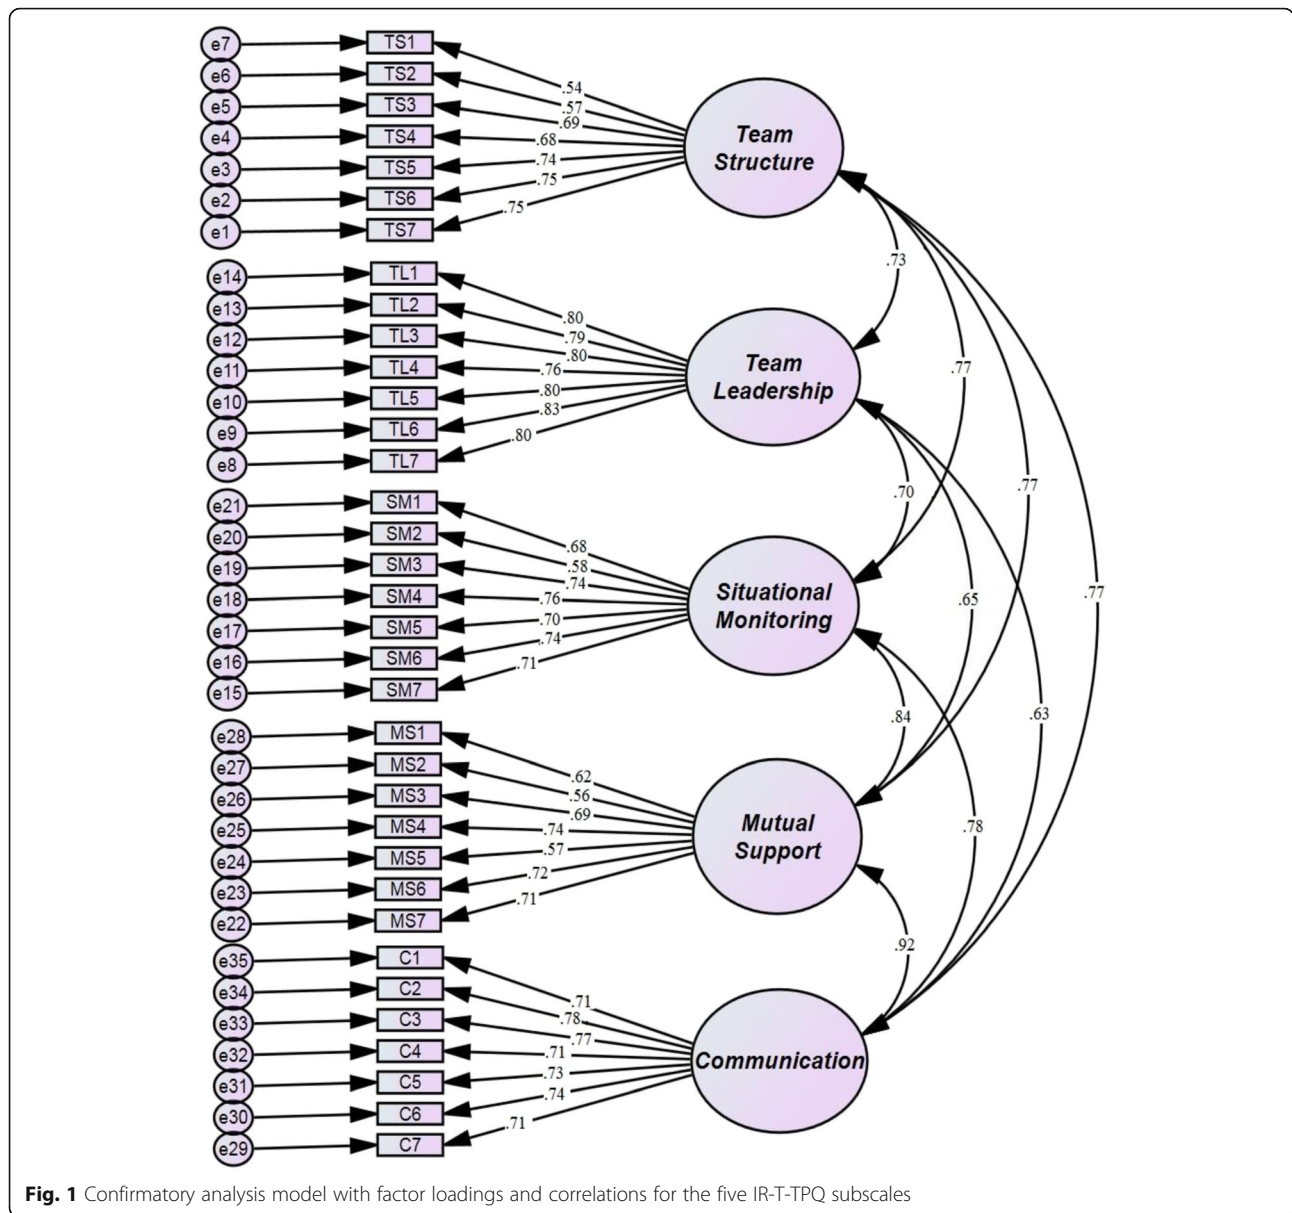 e7 TS1
e6 TS2
e5 TS3
e4 TS4
e3 TS5
e2 TS6
e1 TS7
.54
.57
.69
.68
.74
.75
.75
Team
Structure
e14 TL1
e13 TL2
e12 TL3
e11 TL4
e10 TL5
e9 TL6
e8 TL7
.80
.79
.80
.76
.80
.83
.80
Team
Leadership
e21 SM1
e20 SM2
e19 SM3
e18 SM4
e17 SM5
e16 SM6
e15 SM7
.68
.58
.74
.76
.70
.74
.71
Situational
Monitoring
e28 MS1
e27 MS2
e26 MS3
e25 MS4
e24 MS5
e23 MS6
e22 MS7
.62
.56
.69
.74
.57
.72
.71
Mutual
Support
e35 C1
e34 C2
e33 C3
e32 C4
e31 C5
e30 C6
e29 C7
.71
.78
.77
.71
.73
.74
.71
Communication
.73
.77
.77
.70
.65
.77
.84
.63
.78
.92
Fig. 1 Confirmatory analysis model with factor loadings and correlations for the five IR-T-TPQ subscales